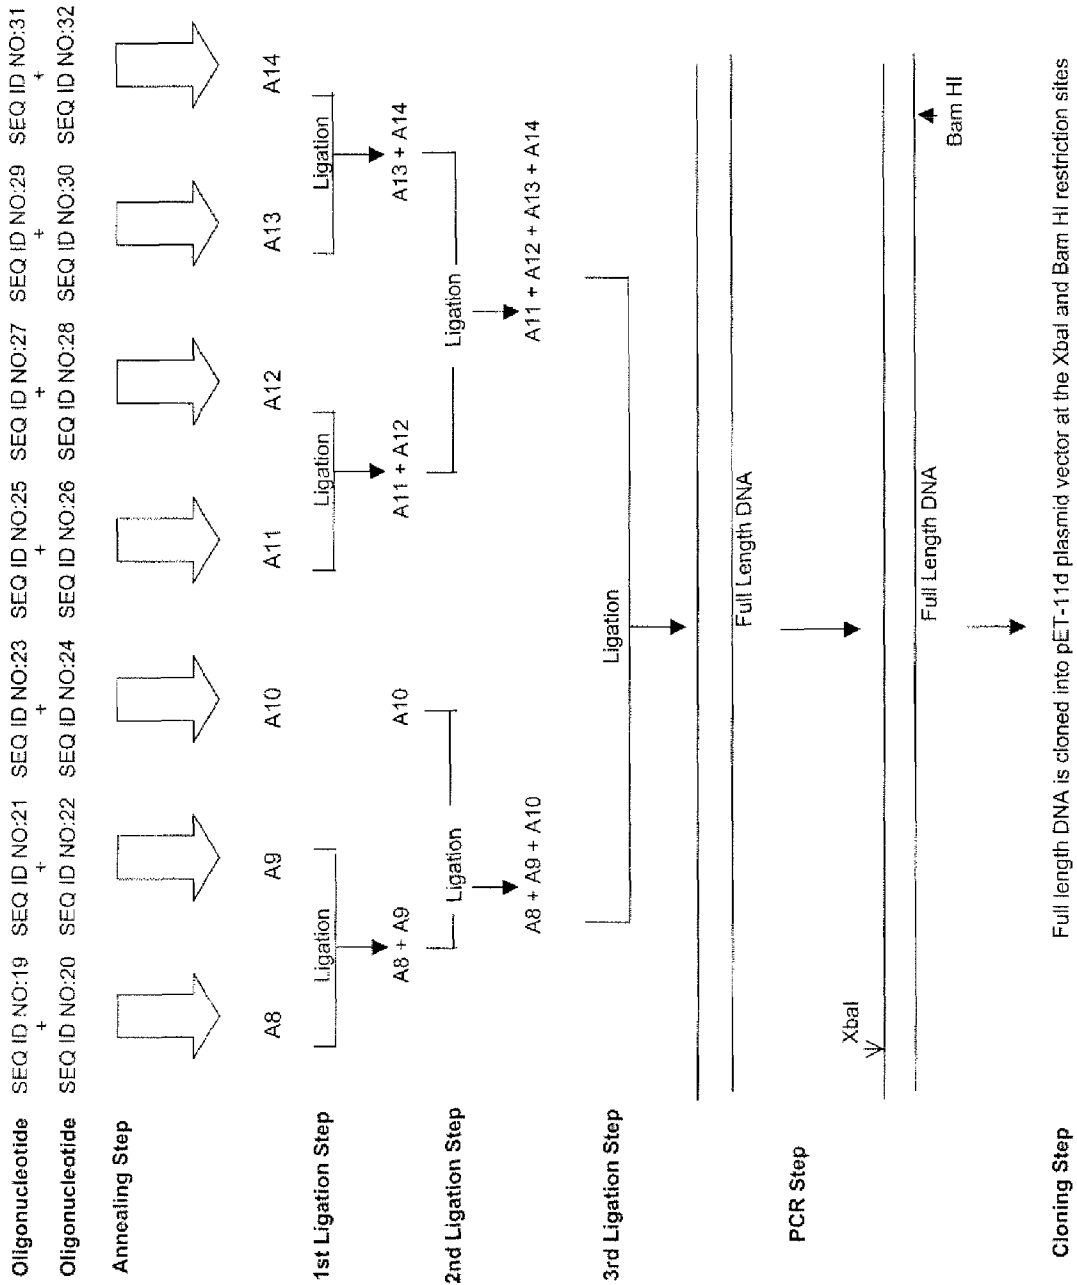 Oligonucleotide SEQ ID NO:19 SEQ ID NO:21 SEQ ID NO:23 SEQ ID NO:25 SEQ ID NO:27 SEQ ID NO:29 SEQ ID NO:31
+ + + + + + +
Oligonucleotide SEQ ID NO:20 SEQ ID NO:22 SEQ ID NO:24 SEQ ID NO:26 SEQ ID NO:28 SEQ ID NO:30 SEQ ID NO:32
Annealing Step
A8 A9 A10 A11 A12 A13 A14
1st Ligation Step Ligation Ligation Ligation
A8 + A9 A10 A11 + A12 A13 + A14
2nd Ligation Step Ligation Ligation
A8 + A9 + A10 A11 + A12 + A13 + A14
3rd Ligation Step Ligation
Full Length DNA
PCR Step
XbaI
Full Length DNA
Bam HI
Cloning Step Full length DNA is cloned into pET-11d plasmid vector at the XbaI and Bam HI restriction sites